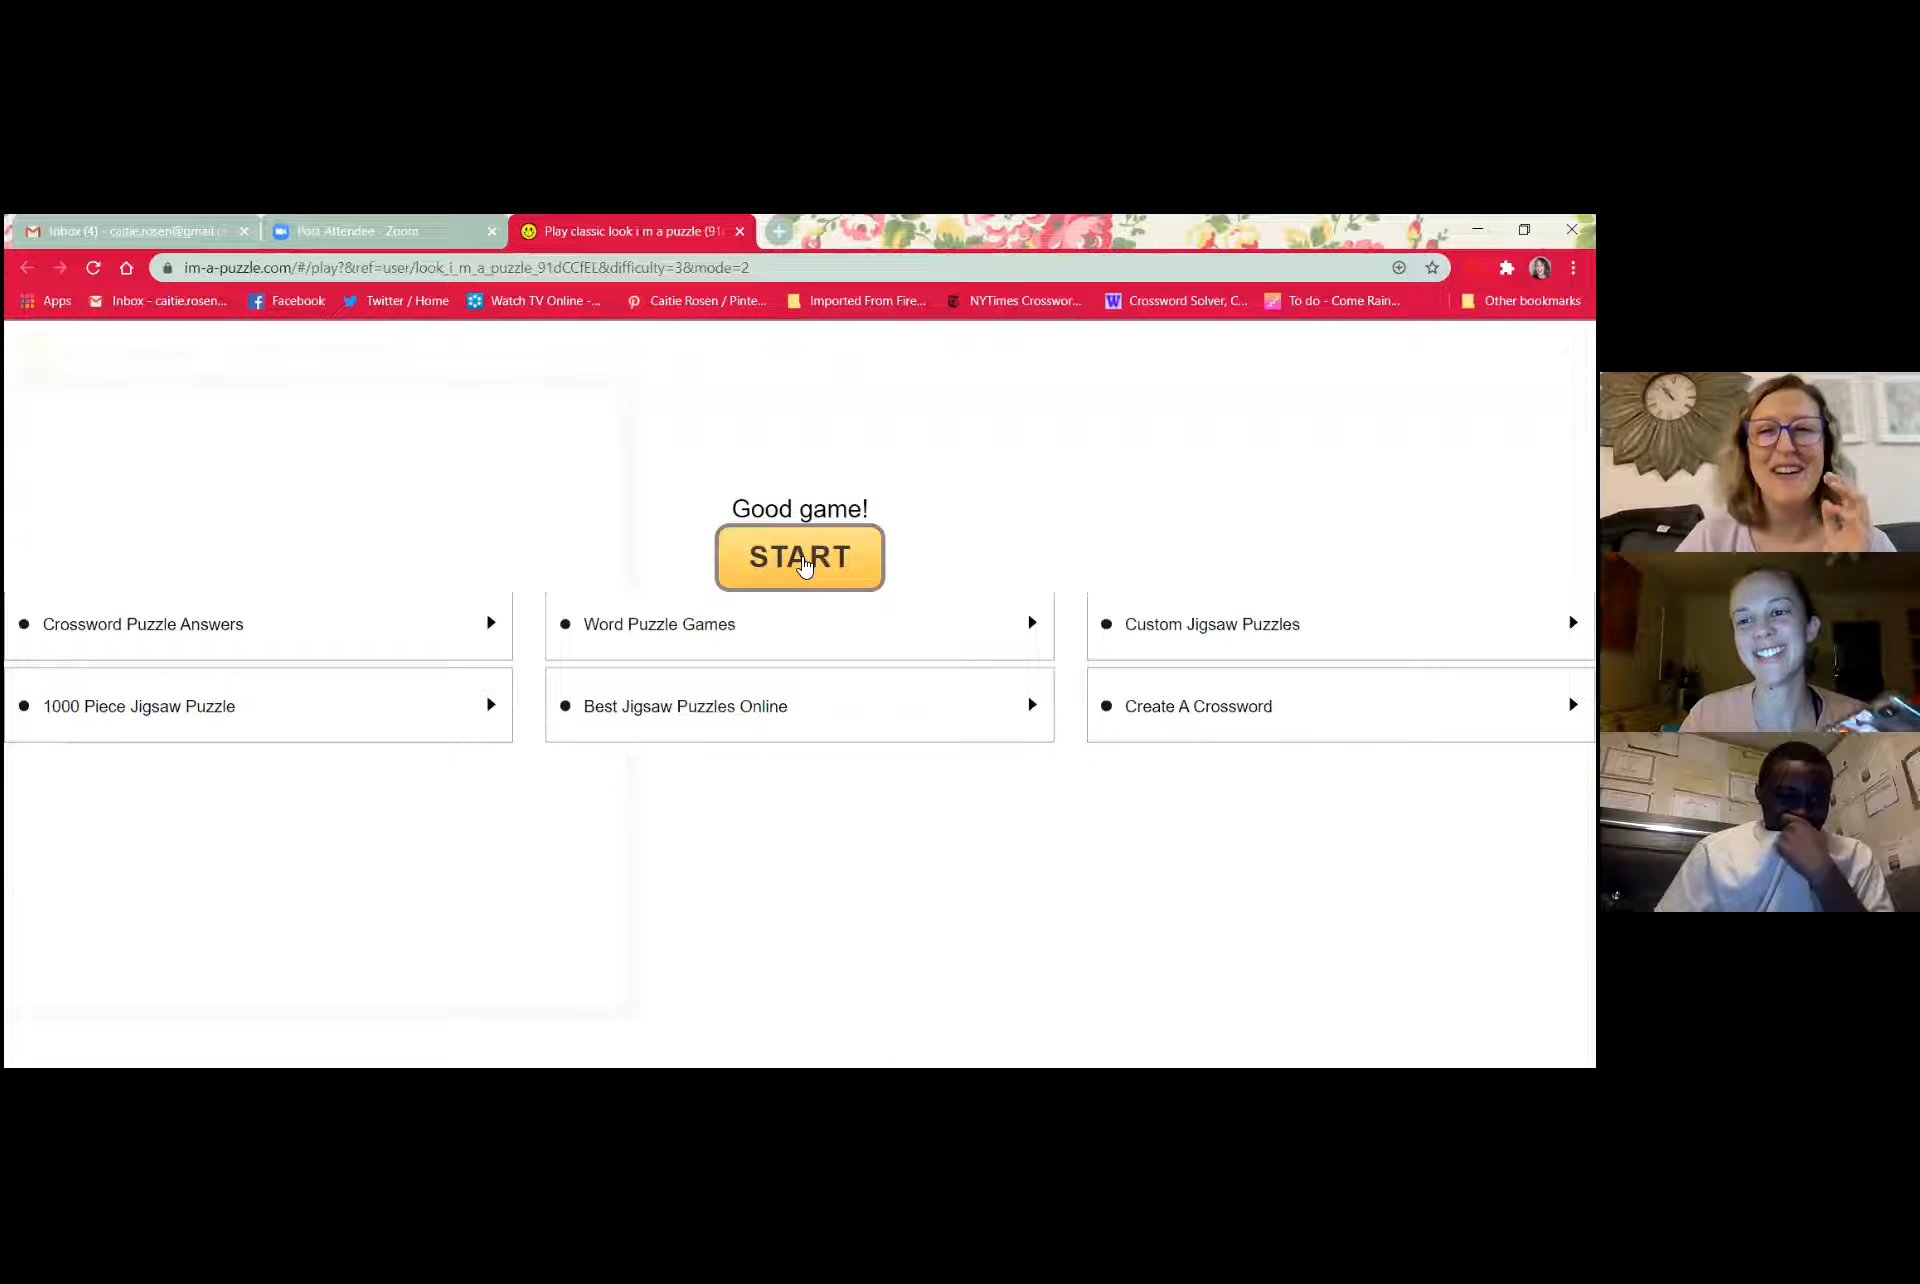 Inbox (4) - caitie.rosen@gmail.c
Post Attendee - Zoom
Play classic look i m a puzzle (91
im-a-puzzle.com/#/play?&ref=user/look_i_m_a_puzzle_91dCCfEL&difficulty=3&mode=2
Apps
Inbox - caitie.rosen...
Facebook
Twitter / Home
Watch TV Online -...
Caitie Rosen / Pinte...
Imported From Fire...
NYTimes Crosswor...
Crossword Solver, C...
To do - Come Rain...
Other bookmarks
Good game!
START
Crossword Puzzle Answers
Word Puzzle Games
Custom Jigsaw Puzzles
1000 Piece Jigsaw Puzzle
Best Jigsaw Puzzles Online
Create A Crossword